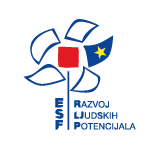 ESF
RAZVOJ
LJUDSKIH
POTENCIJALA